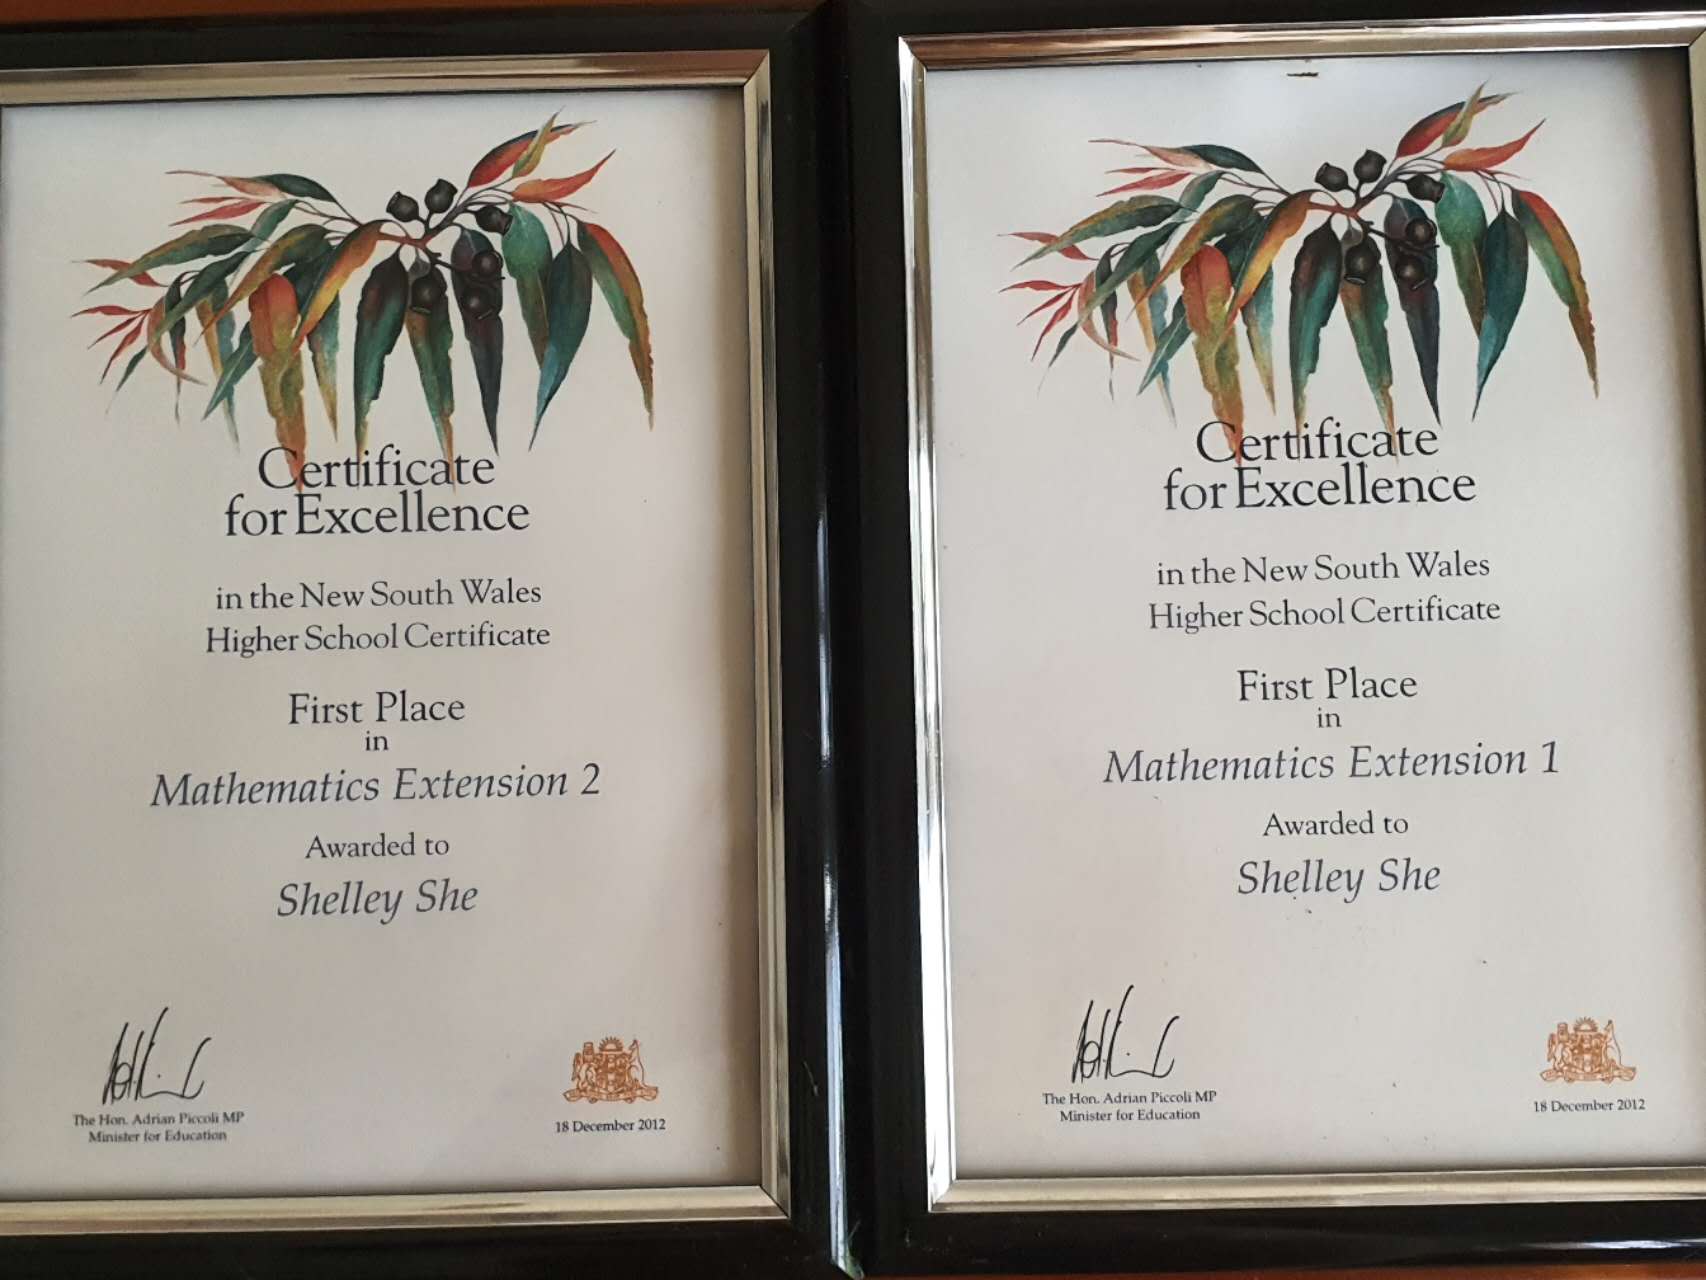 Certificate
for Excellence
in the New South Wales
Higher School Certificate
First Place
in
Mathematics Extension 2
Awarded to
Shelley She
The Hon. Adrian Piccoli MP
Minister for Education
18 December 2012
Certificate
for Excellence
in the New South Wales
Higher School Certificate
First Place
in
Mathematics Extension 1
Awarded to
Shelley She
The Hon. Adrian Piccoli MP
Minister for Education
18 December 2012